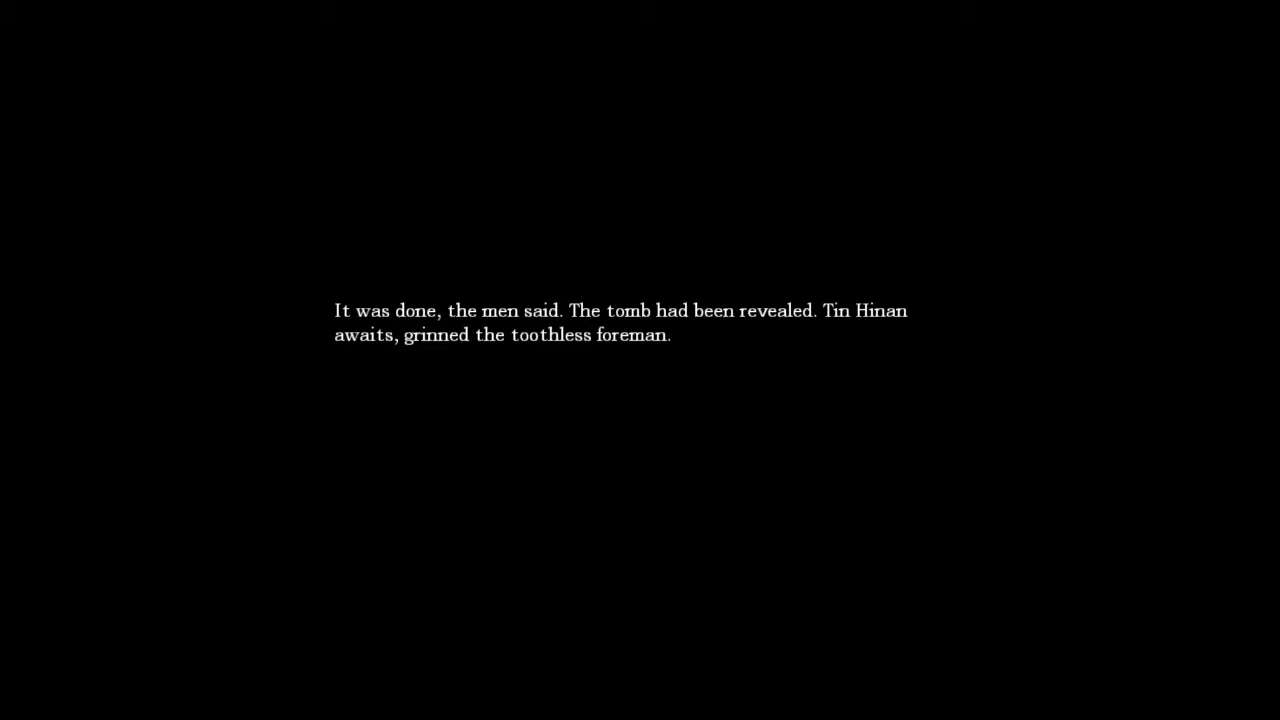 It was done, the men said. The tomb had been revealed. Tin Hinan
awaits, grinned the toothless foreman.